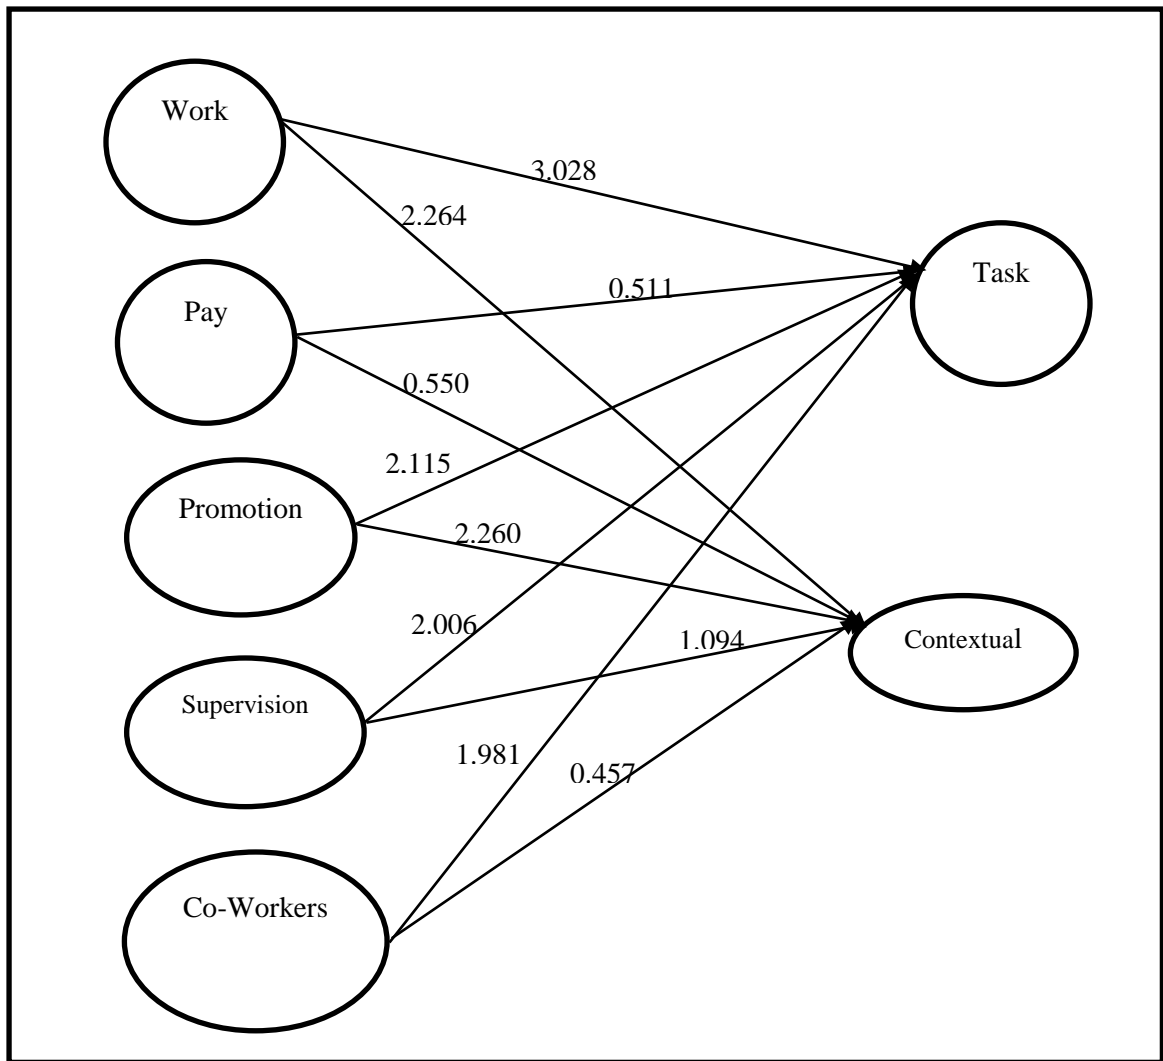 Work
3.028
2.264
Task
Pay
0.511
0.550
2.115
Promotion
2.260
2.006
1.094
Contextual
Supervision
1.981
0.457
Co-Workers